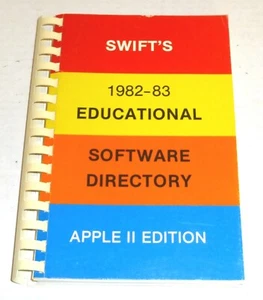 SWIFT'S
1982-83
EDUCATIONAL
SOFTWARE
DIRECTORY
APPLE II EDITION